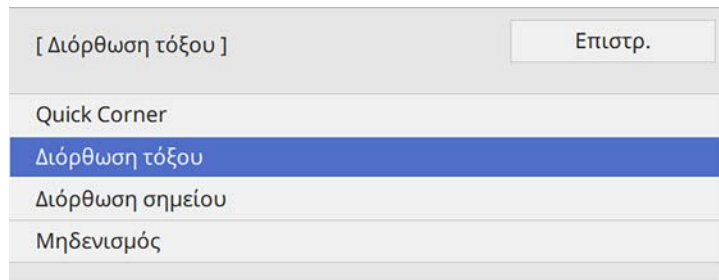 [ Διόρθωση τόξου ]
Επιστρ.
Quick Corner
Διόρθωση τόξου
Διόρθωση σημείου
Μηδενισμός